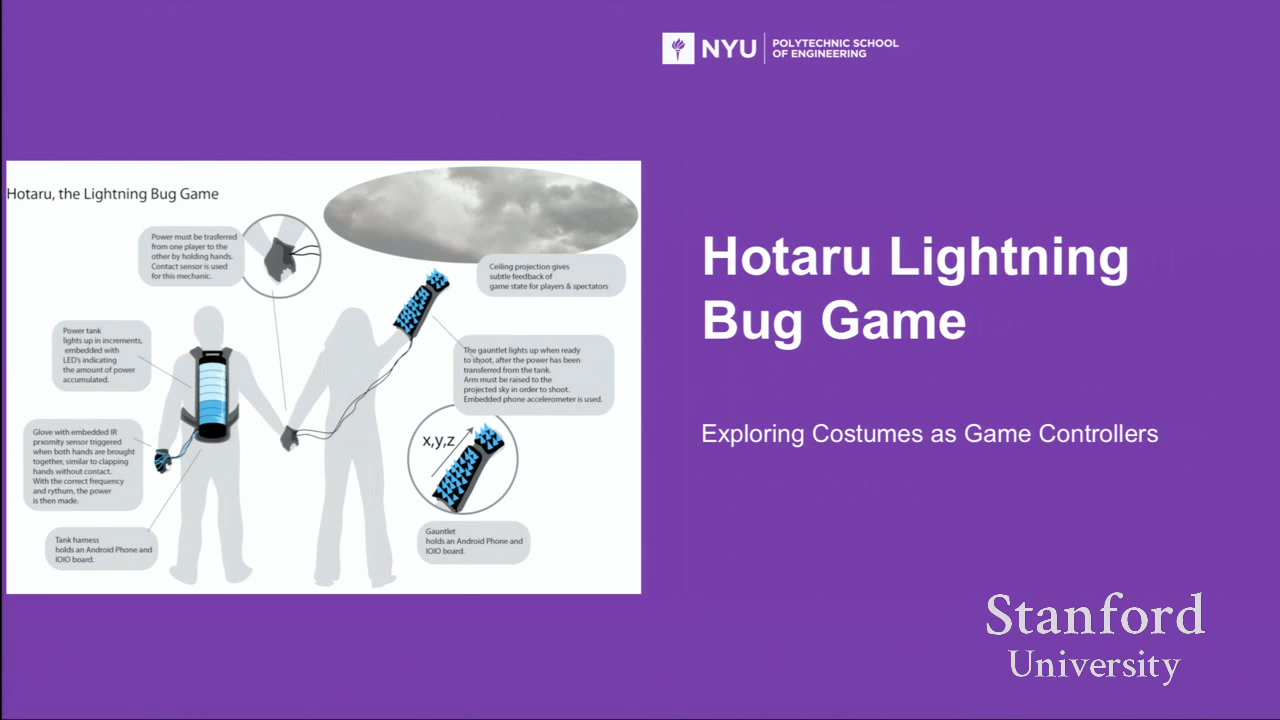 NYU
POLYTECHNIC SCHOOL
OF ENGINEERING
Hotaru, the Lightning Bug Game
Power must be trasferred
from one player to the
other by holding hands.
Contact sensor is used
for this mechanic.
Ceiling projection gives
subtle feedback of
game state for players & spectators
Power tank
lights up in increments,
embedded with
LED's indicating
the amount of power
accumulated.
The gauntlet lights up when ready
to shoot, after the power has been
transferred from the tank.
Arm must be raised to the
projected sky in order to shoot.
Embedded phone accelerometer is used.
Glove with embedded IR
prxomity sensor triggered
when both hands are brought
together, similar to clapping
hands without contact.
With the correct frequency
and rythum, the power
is then made.
x,y,z
Tank harness
holds an Android Phone and
IOIO board.
Gauntlet
holds an Android Phone and
IOIO board.
Hotaru Lightning
Bug Game
Exploring Costumes as Game Controllers
Stanford
University